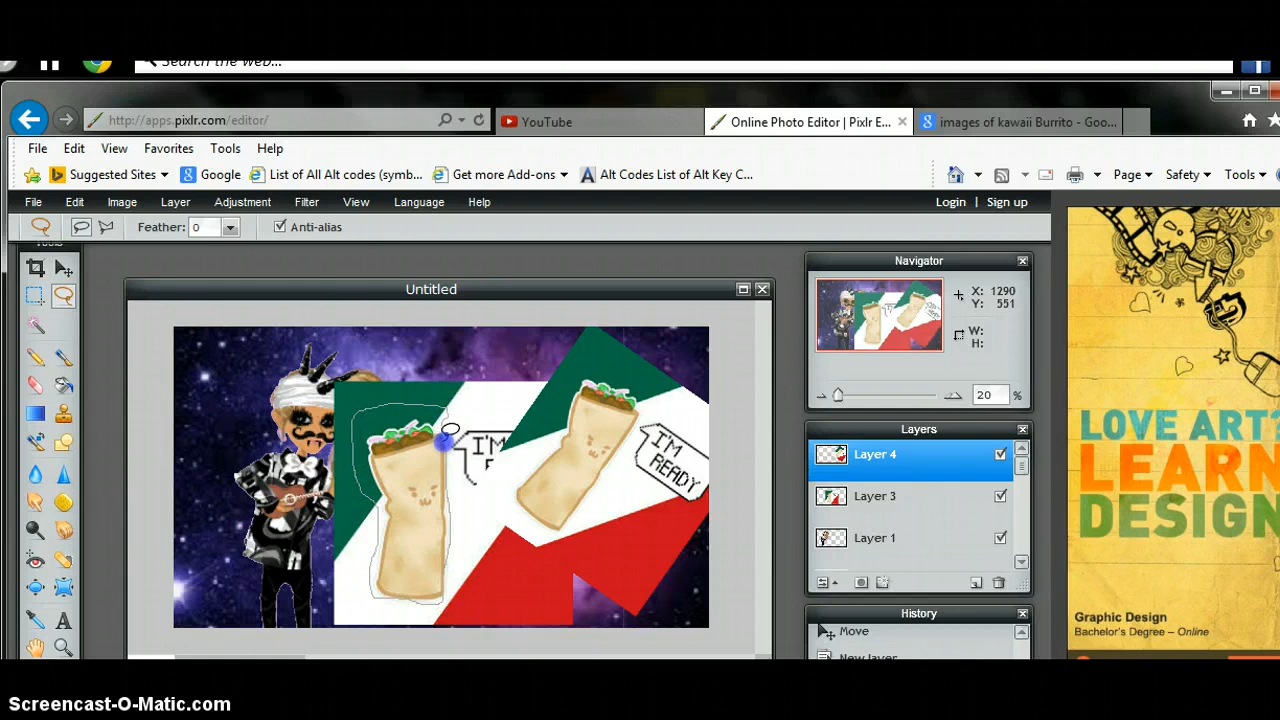 Search the web...
http://apps.pixlr.com/editor/
YouTube
Online Photo Editor | Pixlr E...
images of kawaii Burrito - Goo...
File Edit View Favorites Tools Help
Suggested Sites
Google
List of All Alt codes (symb...
Get more Add-ons
Alt Codes List of Alt Key C...
Page
Safety
Tools
File Edit Image Layer Adjustment Filter View Language Help
Login | Sign up
Feather: 0
Anti-alias
Tools
Untitled
I'M
I'M
READY
Navigator
X: 1290
Y: 551
W:
H:
20 %
Layers
Layer 4
Layer 3
Layer 1
History
Move
New layer
LOVE ART?
LEARN
DESIGN
Graphic Design
Bachelor's Degree – Online
Screencast-O-Matic.com